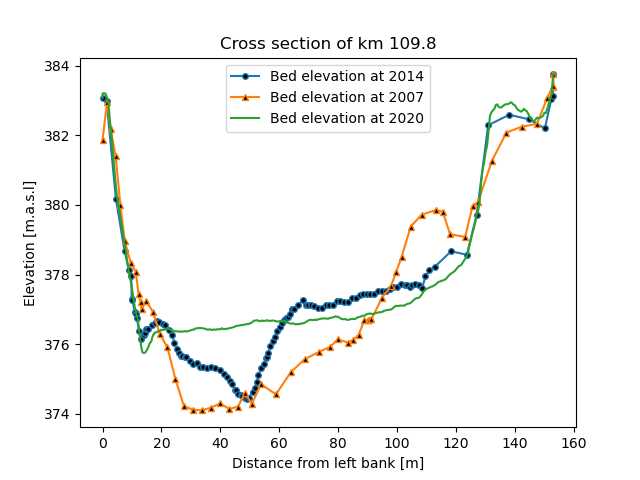 Cross section of km 109.8
Bed elevation at 2014
Bed elevation at 2007
Bed elevation at 2020
Elevation [m.a.s.l]
384
382
380
378
376
374
0 20 40 60 80 100 120 140 160
Distance from left bank [m]